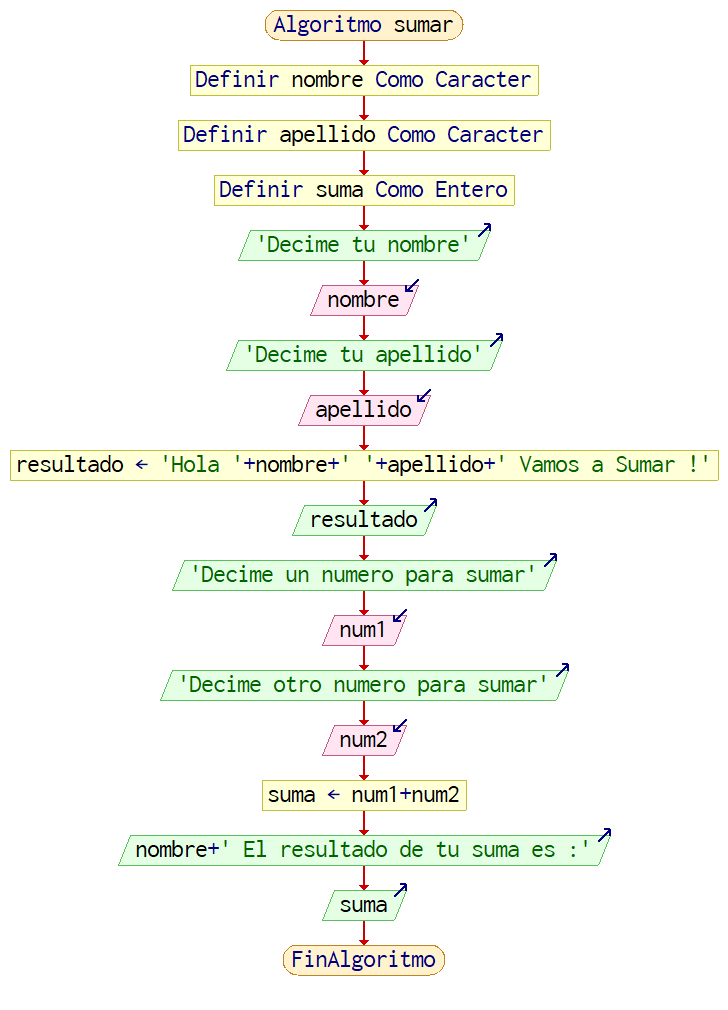 Algoritmo sumar
Definir nombre Como Caracter
Definir apellido Como Caracter
Definir suma Como Entero
'Decime tu nombre'
nombre
'Decime tu apellido'
apellido
resultado ← 'Hola '+nombre+' '+apellido+' Vamos a Sumar !'
resultado
'Decime un numero para sumar'
num1
'Decime otro numero para sumar'
num2
suma ← num1+num2
nombre+' El resultado de tu suma es :'
suma
FinAlgoritmo